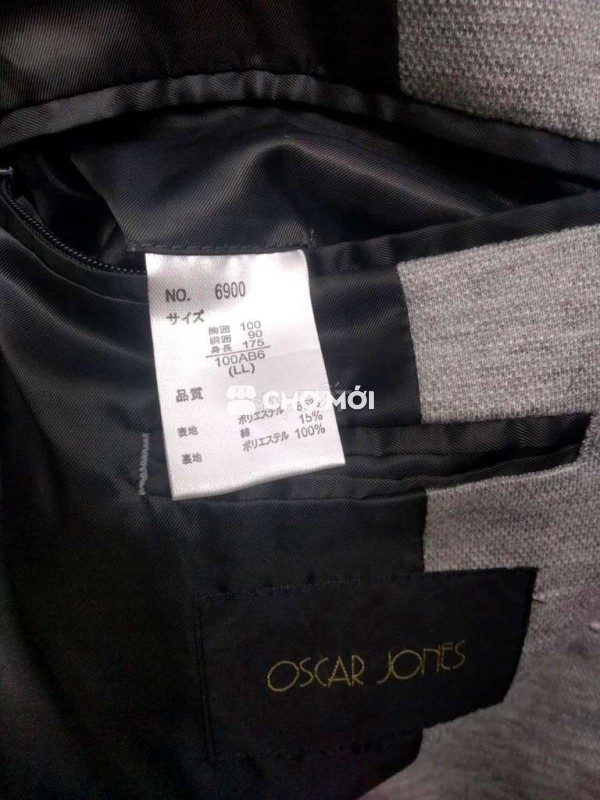 NO. 6900
サイズ
胸囲 100
胴囲 90
身長 175
100AB6
(LL)
品質
表地 ポリエステル 85%
綿 15%
裏地 ポリエステル 100%
CHỢ MỚI
OSCAR JONES